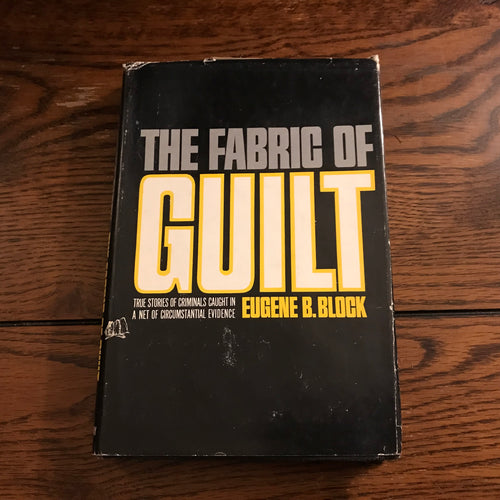 THE FABRIC OF
GUILT
TRUE STORIES OF CRIMINALS CAUGHT IN
A NET OF CIRCUMSTANTIAL EVIDENCE
EUGENE B. BLOCK